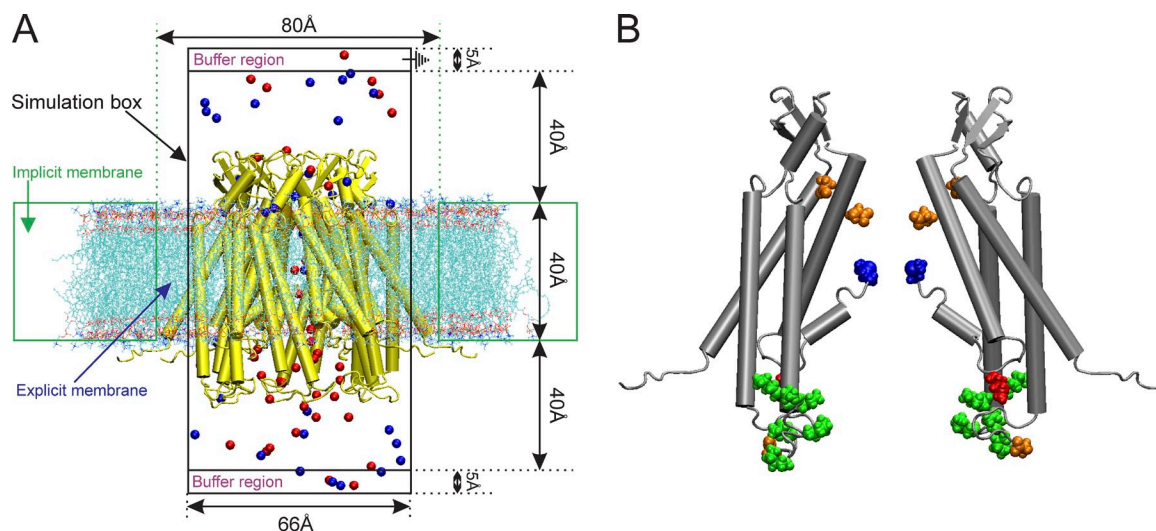 A
80Å
Buffer region
5Å
Simulation box
40Å
Implicit membrane
40Å
Explicit membrane
40Å
Buffer region
5Å
66Å
B